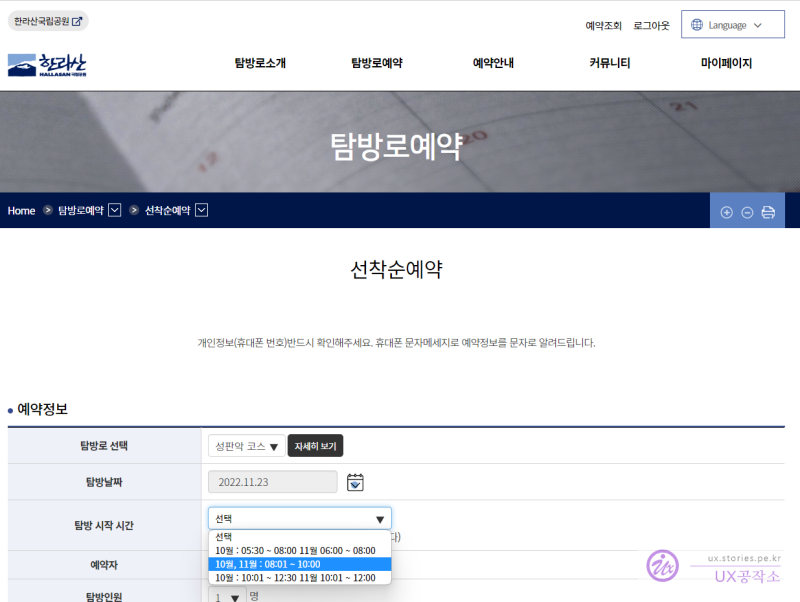 한라산국립공원
예약조회 로그아웃 Language
한라산
HALLASAN 국립공원
탐방로소개 탐방로예약 예약안내 커뮤니티 마이페이지
탐방로예약
Home 탐방로예약 선착순예약
선착순예약
개인정보(휴대폰 번호)반드시 확인해주세요. 휴대폰 문자메세지로 예약정보를 문자로 알려드립니다.
예약정보
탐방로 선택 성판악 코스 자세히 보기
탐방날짜 2022.11.23
탐방 시작 시간 선택
다)
선택
10월 : 05:30 ~ 08:00 11월 06:00 ~ 08:00
10월, 11월 : 08:01 ~ 10:00
10월 : 10:01 ~ 12:30 11월 10:01 ~ 12:00
예약자
탐방인원 1 명
ux.stories.pe.kr
UX공작소